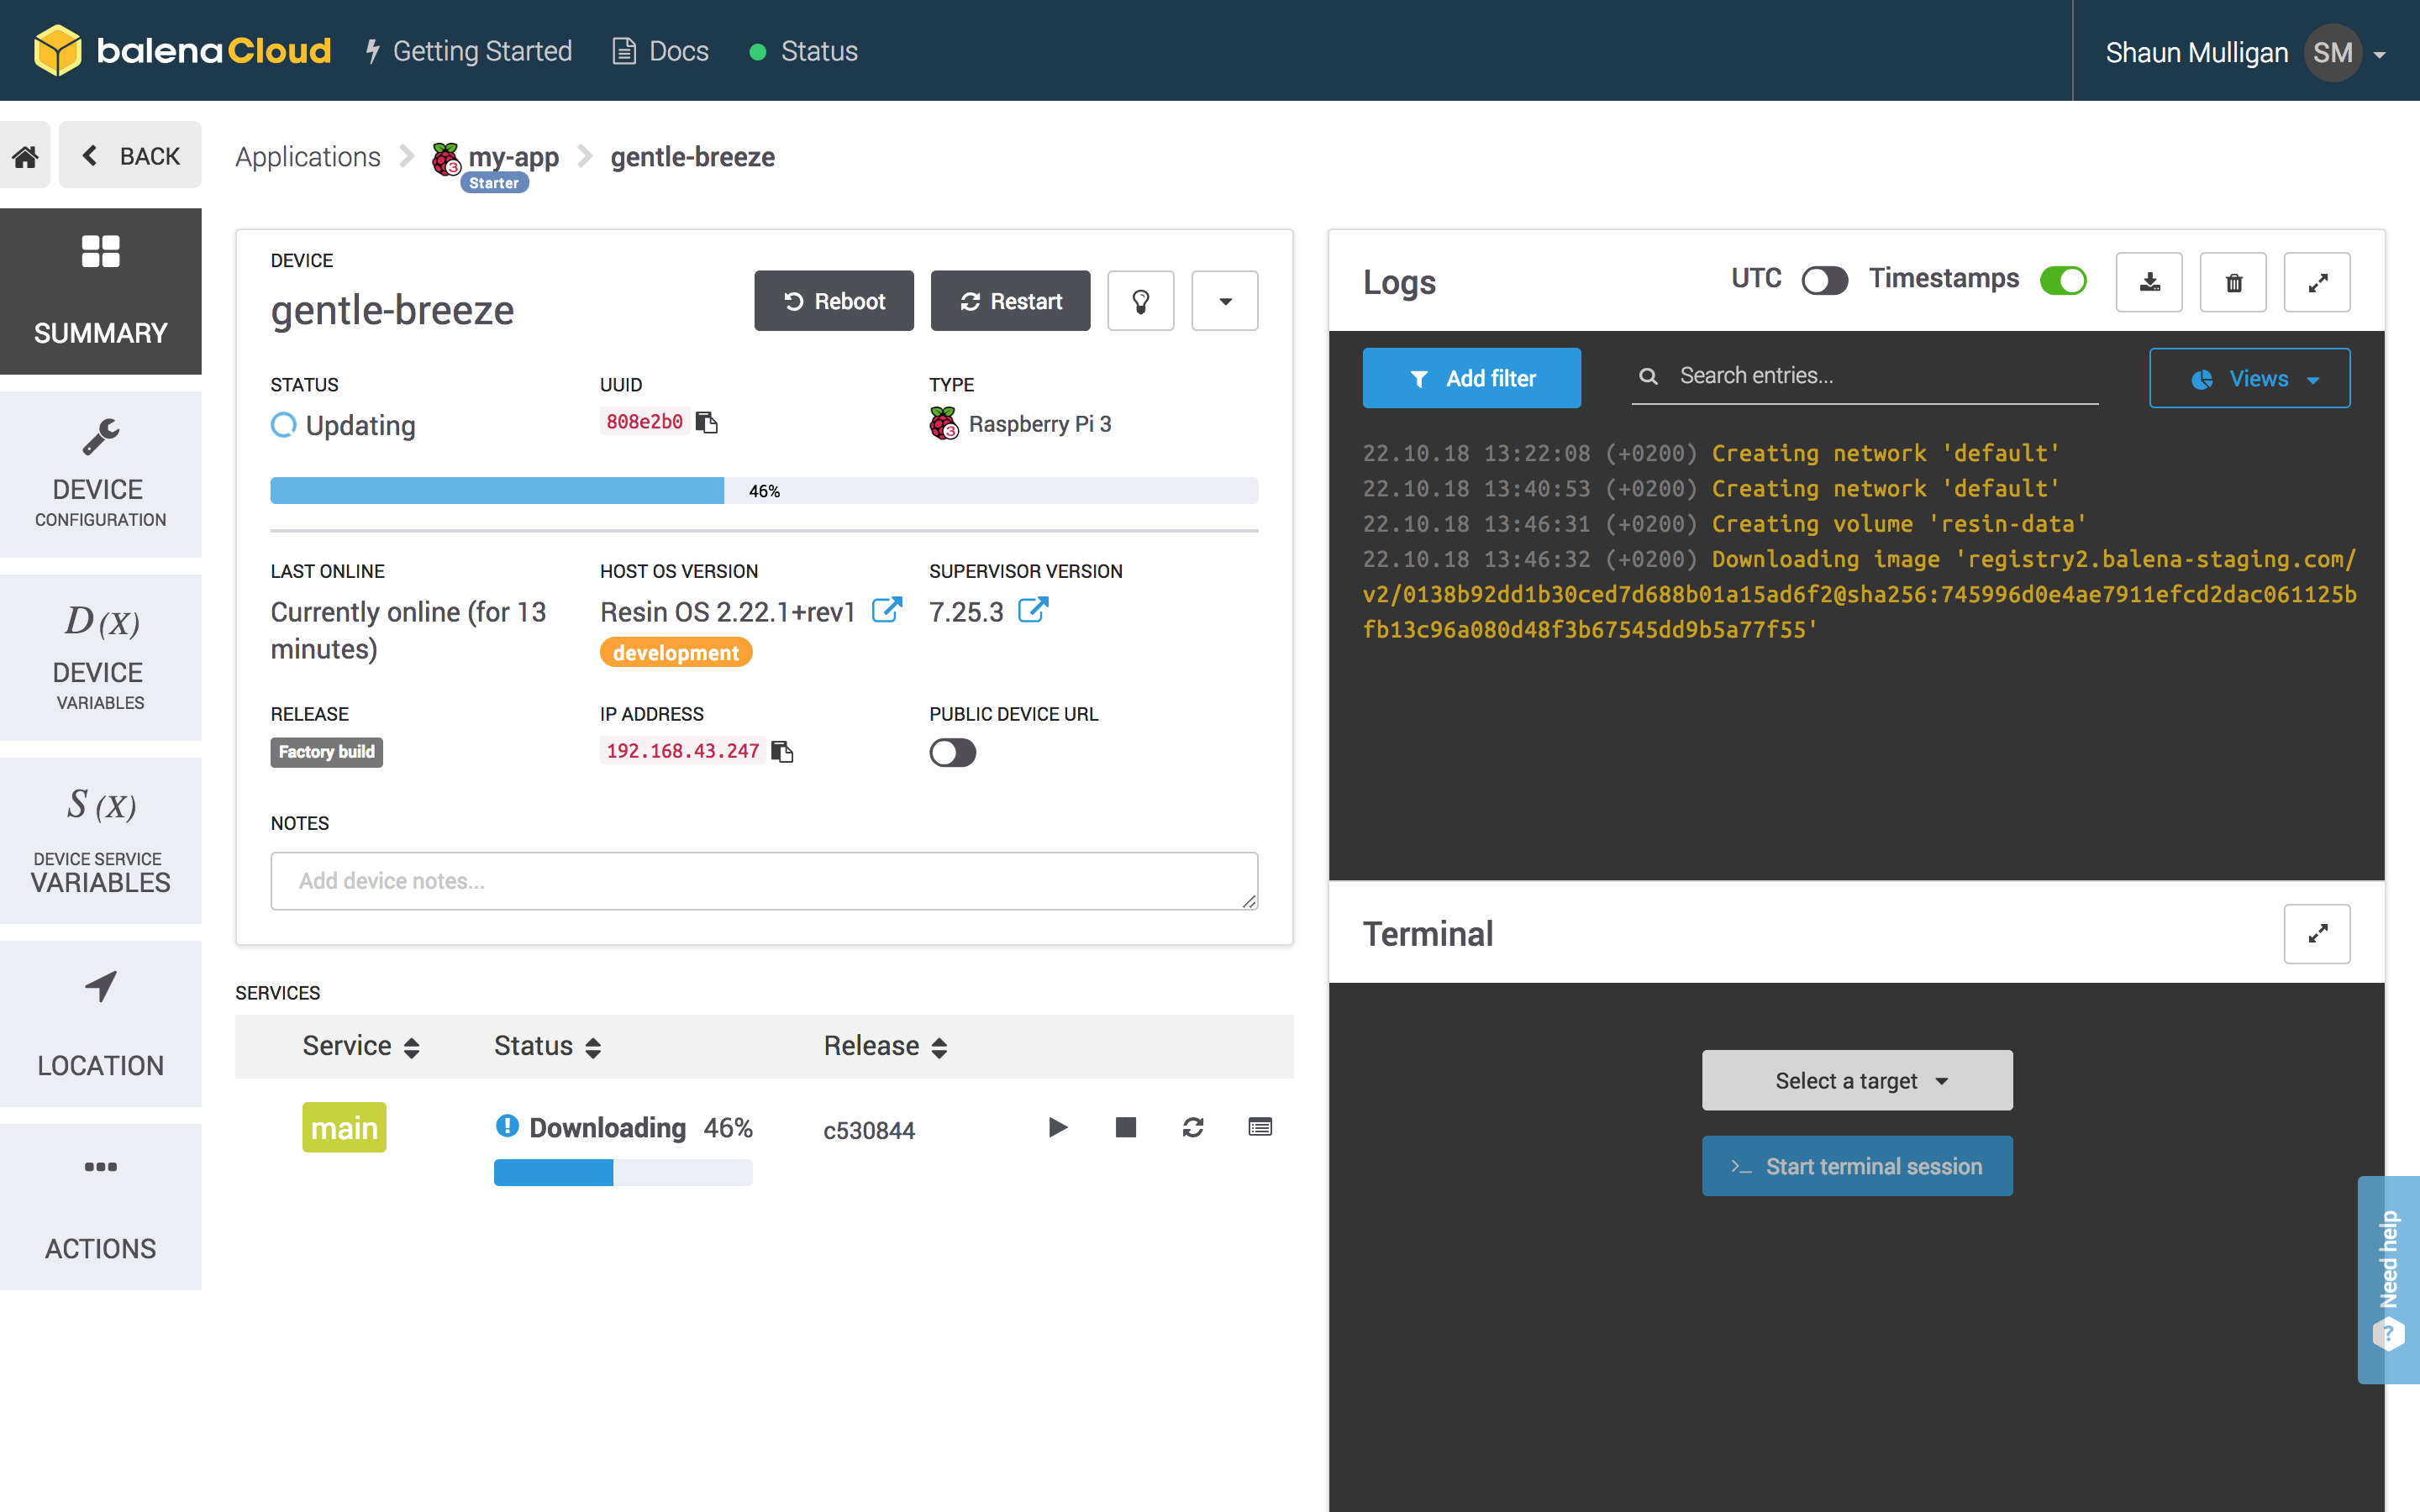 balenaCloud Getting Started Docs Status Shaun Mulligan SM
BACK
Applications my-app gentle-breeze
Starter
SUMMARY
DEVICE
CONFIGURATION
D (X)
DEVICE
VARIABLES
S (X)
DEVICE SERVICE
VARIABLES
LOCATION
ACTIONS
DEVICE
gentle-breeze
Reboot Restart
STATUS UUID TYPE
Updating 808e2b0 Raspberry Pi 3
46%
LAST ONLINE HOST OS VERSION SUPERVISOR VERSION
Currently online (for 13 Resin OS 2.22.1+rev1 7.25.3
minutes) development
RELEASE IP ADDRESS PUBLIC DEVICE URL
Factory build 192.168.43.247
NOTES
Add device notes...
SERVICES
Service Status Release
main Downloading 46% c530844
Logs UTC Timestamps
Add filter Search entries... Views
22.10.18 13:22:08 (+0200) Creating network 'default'
22.10.18 13:40:53 (+0200) Creating network 'default'
22.10.18 13:46:31 (+0200) Creating volume 'resin-data'
22.10.18 13:46:32 (+0200) Downloading image 'registry2.balena-staging.com/
v2/0138b92dd1b30ced7d688b01a15ad6f2@sha256:745996d0e4ae7911efcd2dac061125b
fb13c96a080d48f3b67545dd9b5a77f55'
Terminal
Select a target
>_ Start terminal session
Need help
?